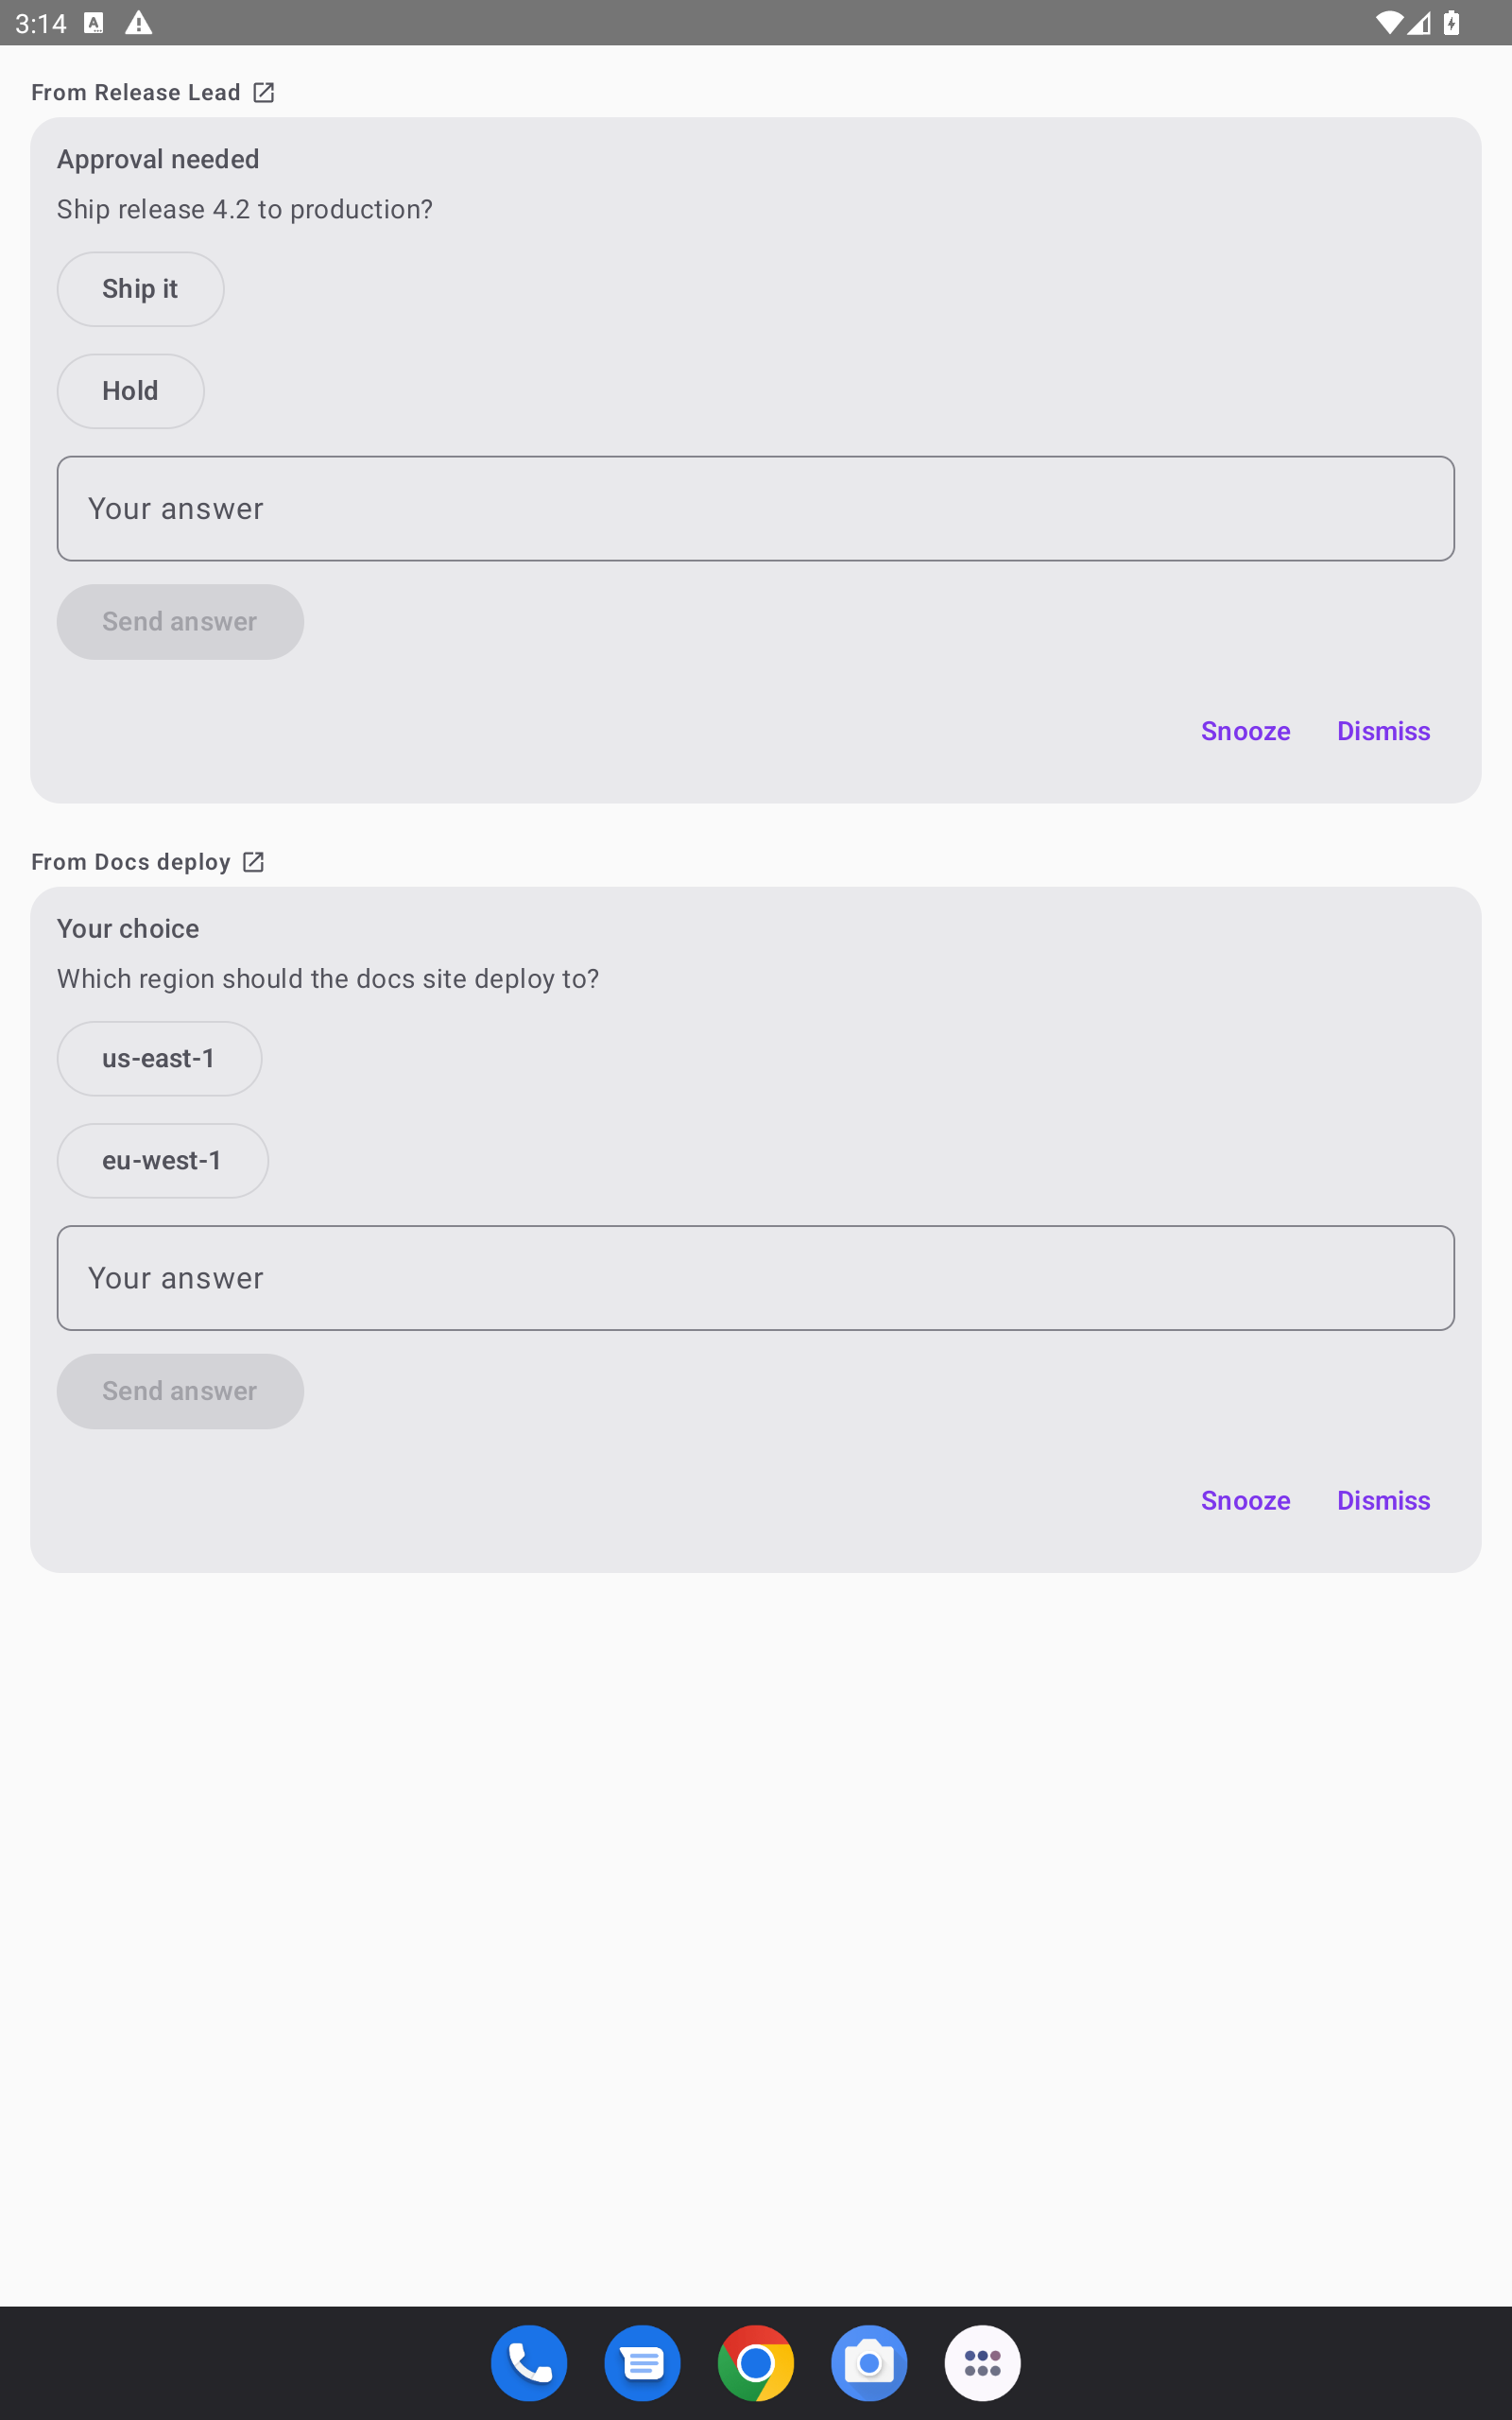 3:14
From Release Lead
Approval needed
Ship release 4.2 to production?
Ship it
Hold
Your answer
Send answer
Snooze Dismiss
From Docs deploy
Your choice
Which region should the docs site deploy to?
us-east-1
eu-west-1
Your answer
Send answer
Snooze Dismiss